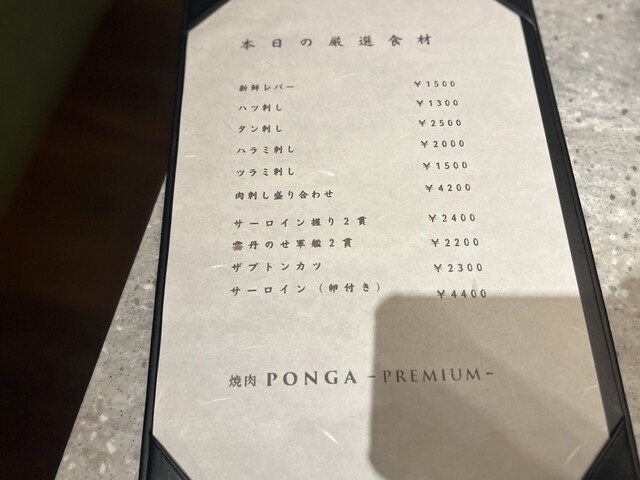 本日の厳選食材
新鮮レバー ￥1500
ハツ刺し ￥1300
タン刺し ￥2500
ハラミ刺し ￥2000
ツラミ刺し ￥1500
肉刺し盛り合わせ ￥4200
サーロイン握り2貫 ￥2400
雲丹のせ軍艦2貫 ￥2200
ザブトンカツ ￥2300
サーロイン（卵付き） ￥4400
焼肉 PONGA -PREMIUM-